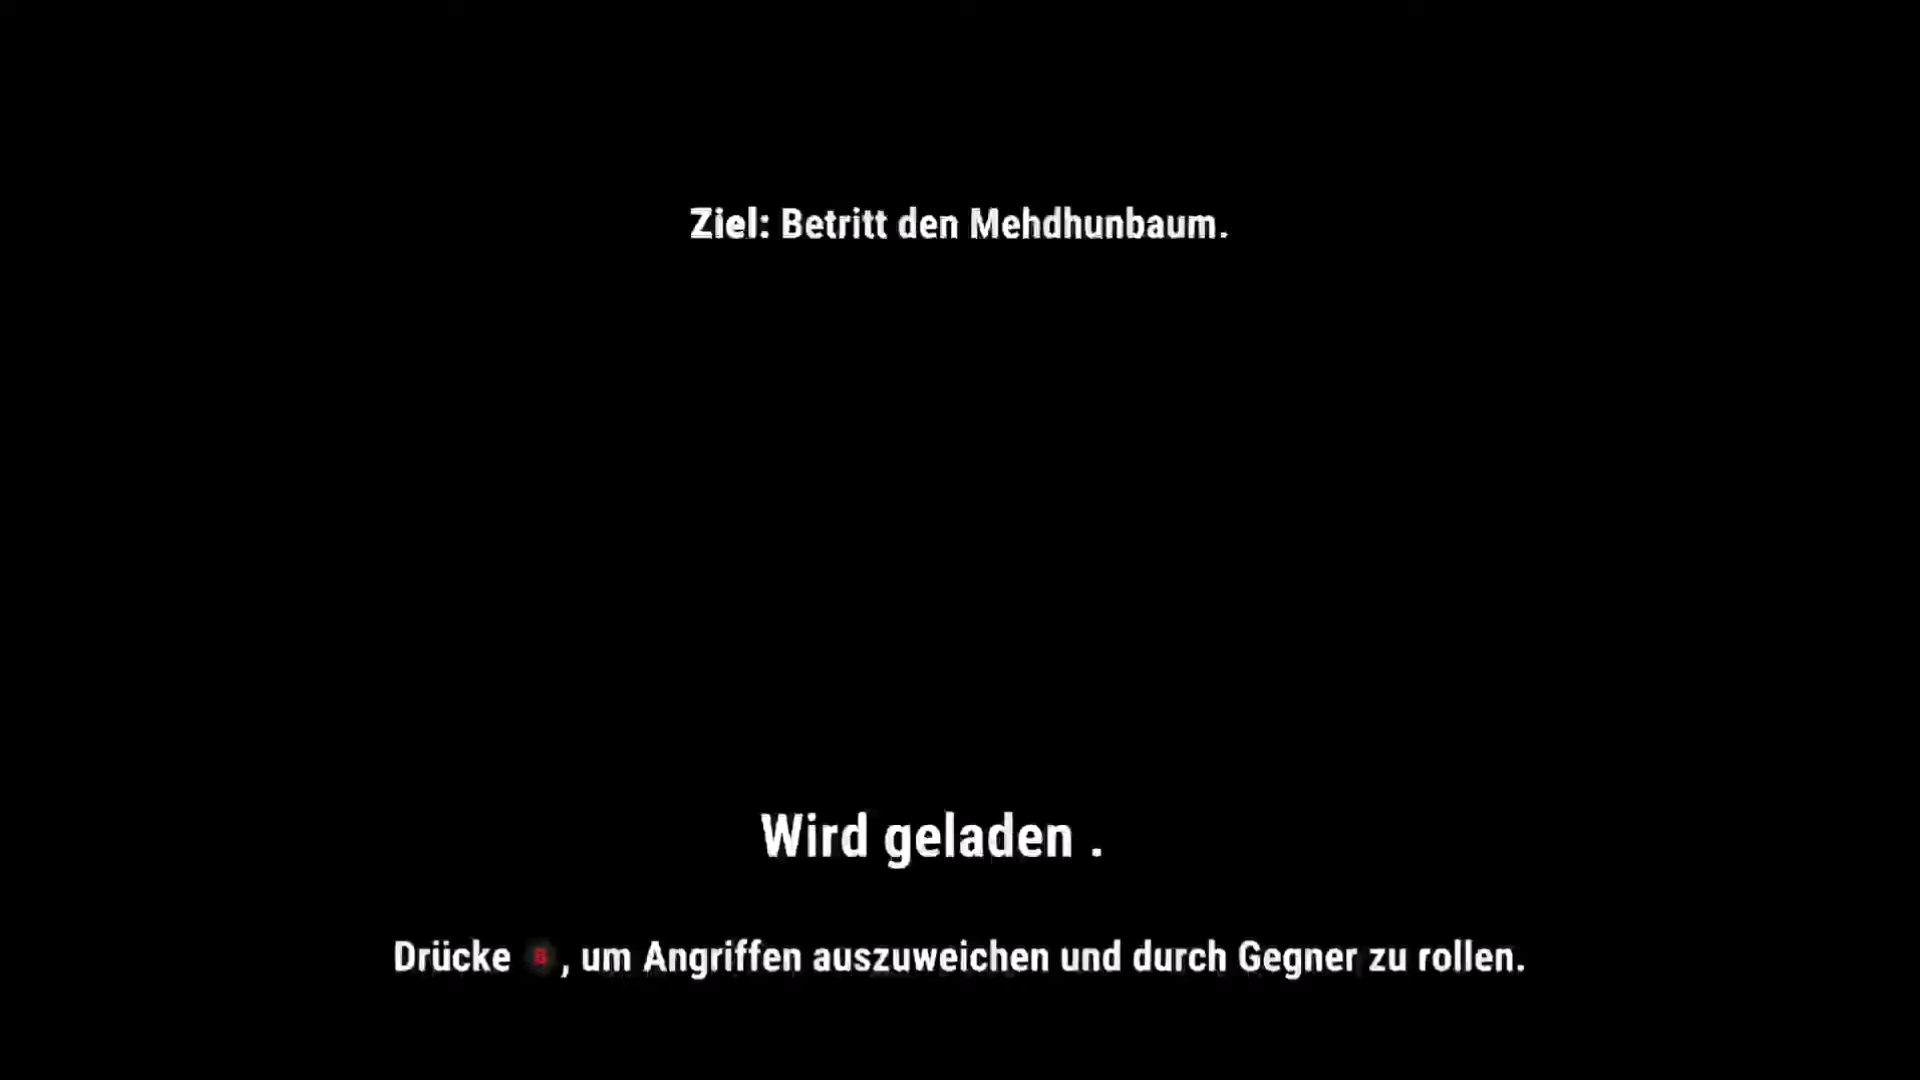 Ziel: Betritt den Mehdhunbaum.
Wird geladen .
Drücke B, um Angriffen auszuweichen und durch Gegner zu rollen.